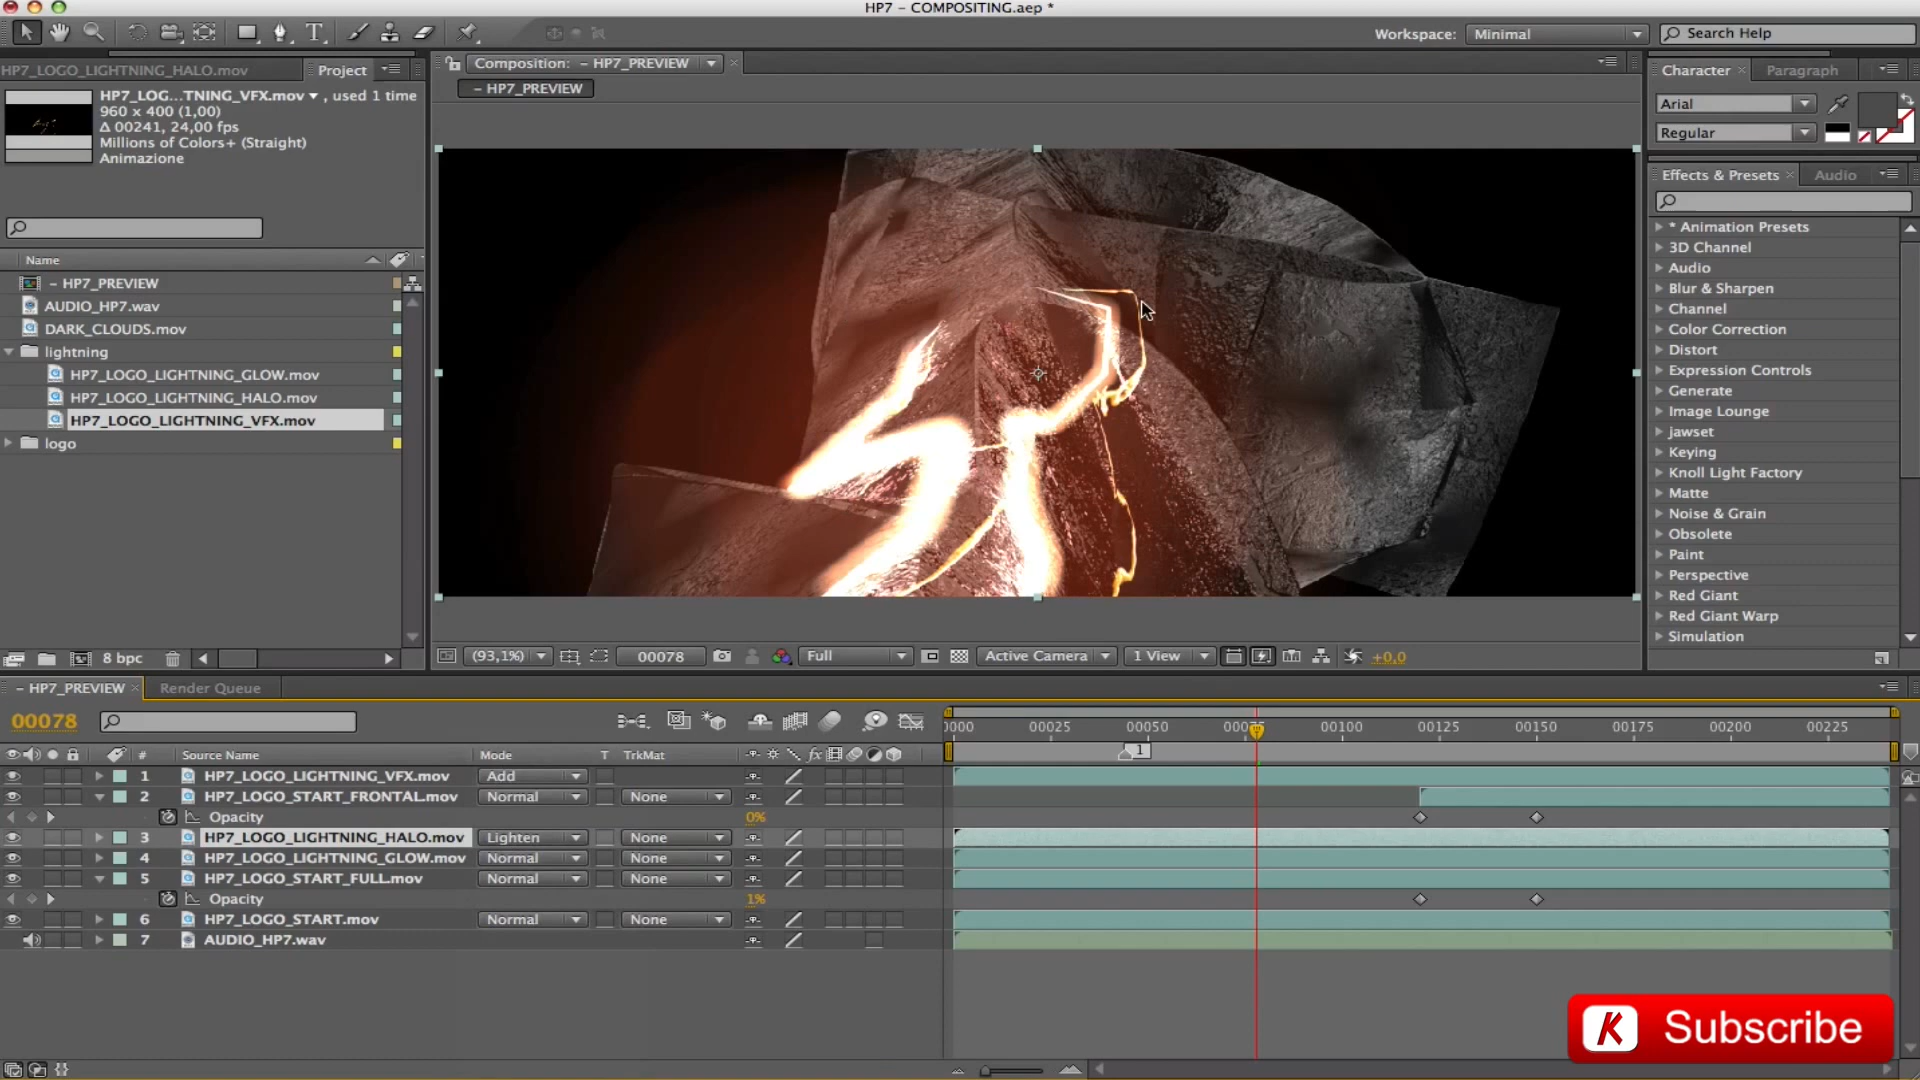 HP7 - COMPOSITING.aep *
Workspace: Minimal
Search Help
HP7_LOGO_LIGHTNING_HALO.mov
Project
HP7_LOG...TNING_VFX.mov , used 1 time
960 x 400 (1,00)
Δ 00241, 24,00 fps
Millions of Colors+ (Straight)
Animazione
Name
- HP7_PREVIEW
AUDIO_HP7.wav
DARK_CLOUDS.mov
lightning
HP7_LOGO_LIGHTNING_GLOW.mov
HP7_LOGO_LIGHTNING_HALO.mov
HP7_LOGO_LIGHTNING_VFX.mov
logo
8 bpc
Composition: - HP7_PREVIEW
- HP7_PREVIEW
(93,1%)
00078
Full
Active Camera
1 View
+0,0
Character
Paragraph
Arial
Regular
Effects & Presets
Audio
* Animation Presets
3D Channel
Audio
Blur & Sharpen
Channel
Color Correction
Distort
Expression Controls
Generate
Image Lounge
jawset
Keying
Knoll Light Factory
Matte
Noise & Grain
Obsolete
Paint
Perspective
Red Giant
Red Giant Warp
Simulation
- HP7_PREVIEW
Render Queue
00078
00025 00050 00100 00125 00150 00175 00200 00225
1
# Source Name Mode T TrkMat
1 HP7_LOGO_LIGHTNING_VFX.mov Add
2 HP7_LOGO_START_FRONTAL.mov Normal None
Opacity 0%
3 HP7_LOGO_LIGHTNING_HALO.mov Lighten None
4 HP7_LOGO_LIGHTNING_GLOW.mov Normal None
5 HP7_LOGO_START_FULL.mov Normal None
Opacity 1%
6 HP7_LOGO_START.mov Normal None
7 AUDIO_HP7.wav
K Subscribe